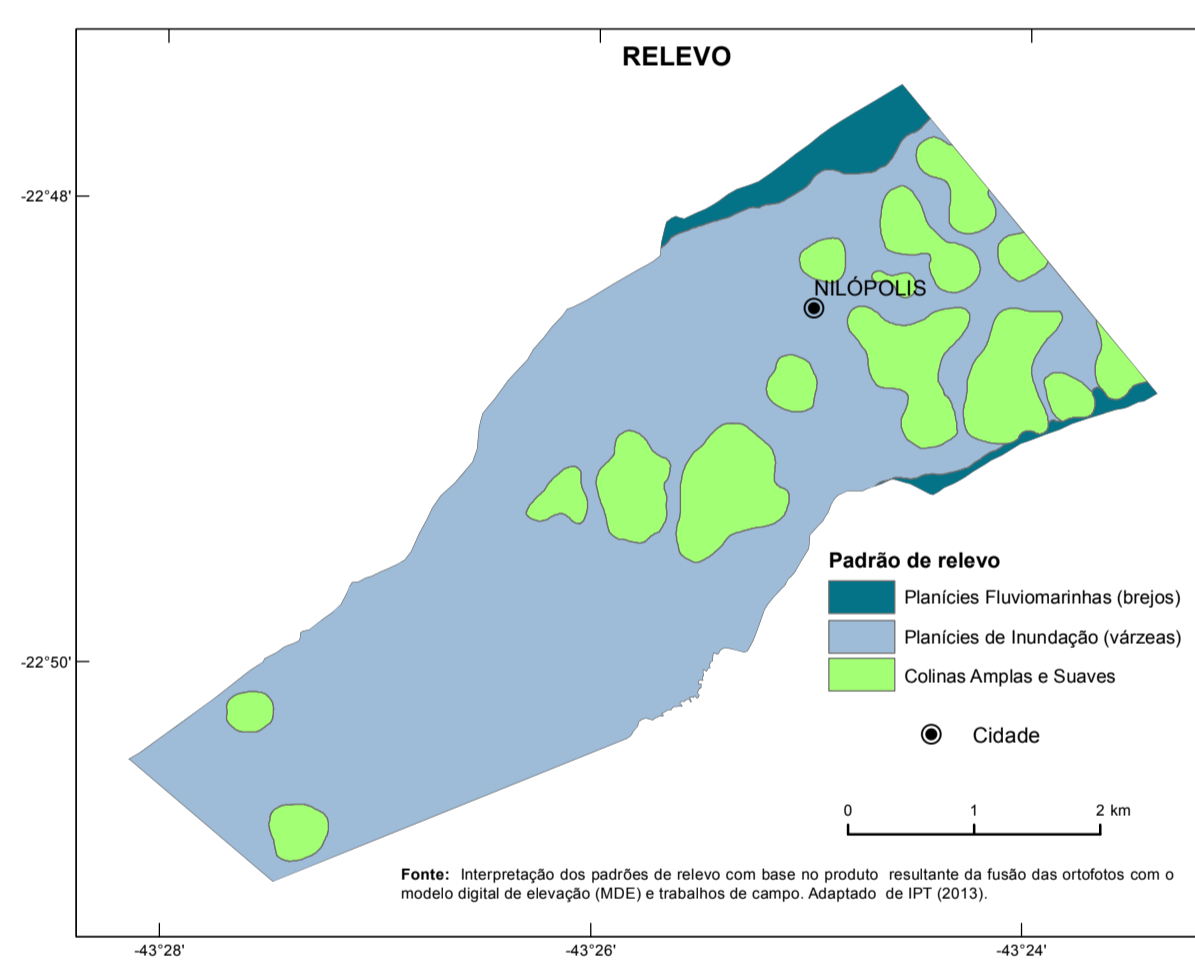 RELEVO
-22°48'
NILÓPOLIS
Padrão de relevo
Planícies Fluviomarinhas (brejos)
Planícies de Inundação (várzeas)
Colinas Amplas e Suaves
-22°50'
Cidade
0 1 2 km
Fonte: Interpretação dos padrões de relevo com base no produto resultante da fusão das ortofotos com o
modelo digital de elevação (MDE) e trabalhos de campo. Adaptado de IPT (2013).
-43°28' -43°26' -43°24'